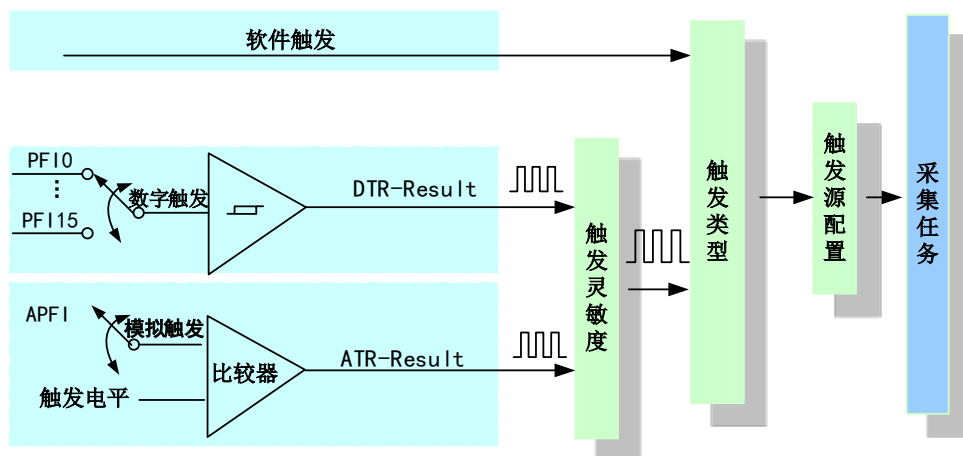 软件触发
PFI0
⋮
PFI15
数字触发
DTR-Result
APFI
模拟触发
触发电平
比较器
ATR-Result
触发灵敏度
触发类型
触发源配置
采集任务